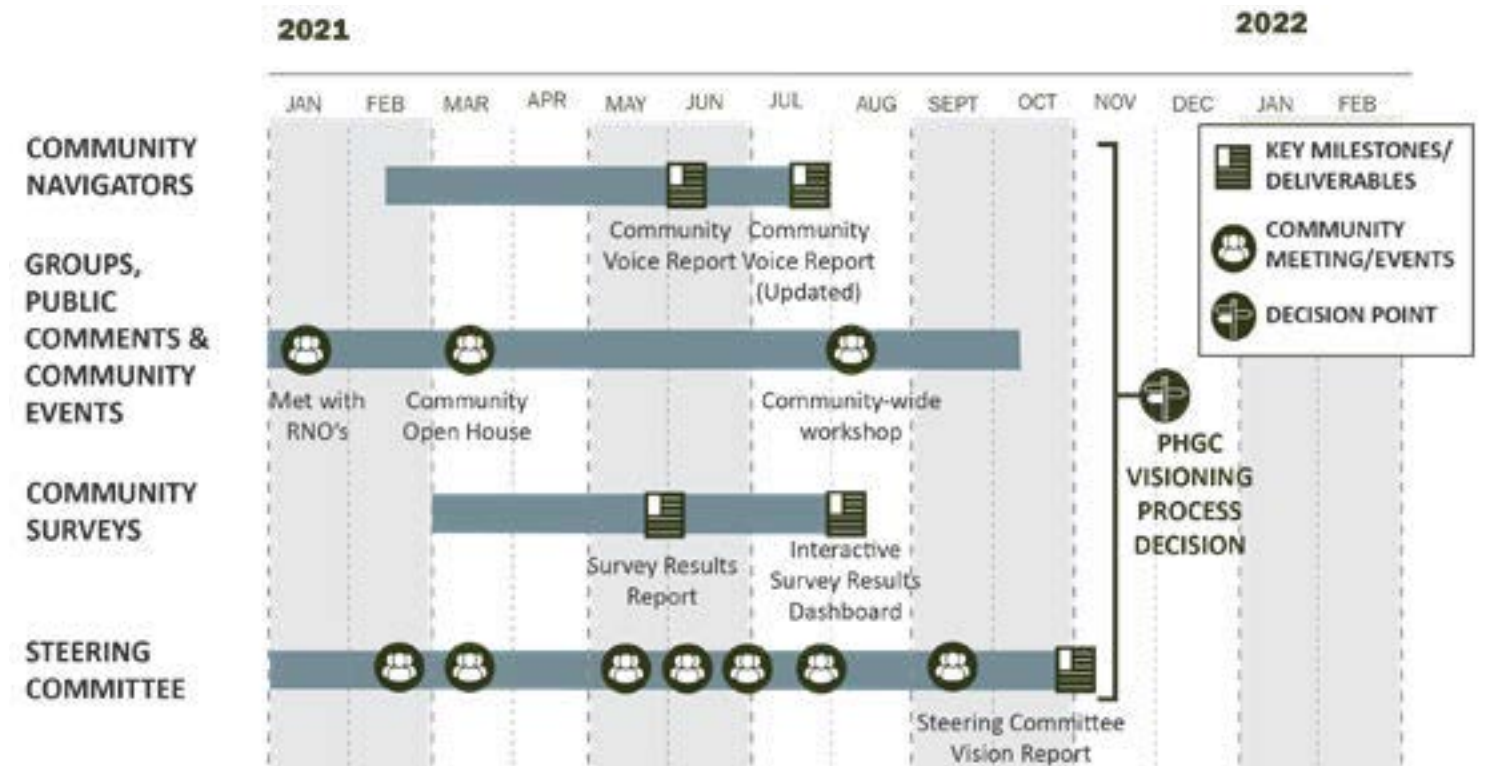 2021
2022
JAN FEB MAR APR MAY JUN JUL AUG SEPT OCT NOV DEC JAN FEB
KEY MILESTONES/
DELIVERABLES
COMMUNITY
MEETING/EVENTS
DECISION POINT
COMMUNITY
NAVIGATORS
Community
Voice Report
Community
Voice Report
(Updated)
GROUPS,
PUBLIC
COMMENTS &
COMMUNITY
EVENTS
Met with
RNO's
Community
Open House
Community-wide
workshop
COMMUNITY
SURVEYS
Survey Results
Report
Interactive
Survey Results
Dashboard
PHGC
VISIONING
PROCESS
DECISION
STEERING
COMMITTEE
Steering Committee
Vision Report